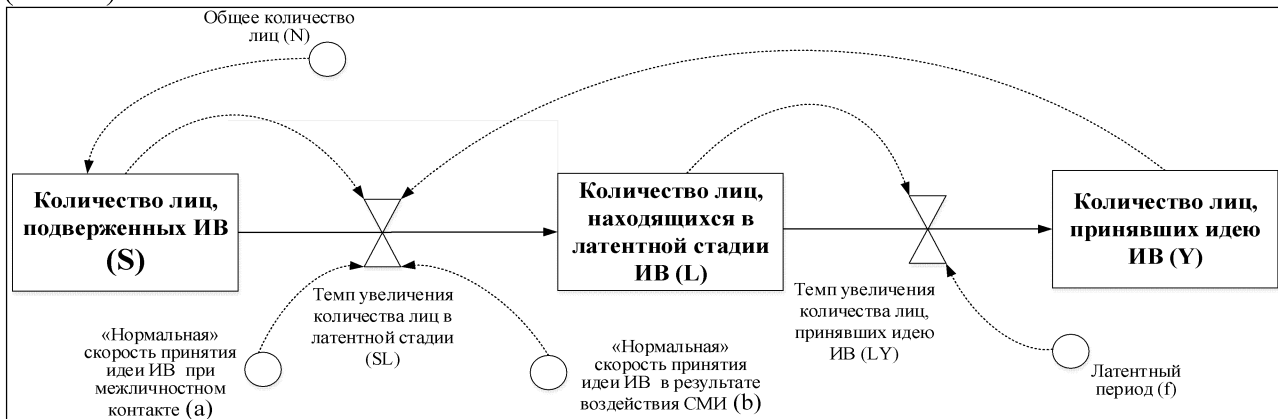 Общее количество
лиц (N)
Количество лиц,
подверженных ИВ
(S)
Количество лиц,
находящихся в
латентной стадии
ИВ (L)
Количество лиц,
принявших идею
ИВ (Y)
Темп увеличения
количества лиц в
латентной стадии
(SL)
Темп увеличения
количества лиц,
принявших идею
ИВ (LY)
«Нормальная»
скорость принятия
идеи ИВ при
межличностном
контакте (a)
«Нормальная»
скорость принятия
идеи ИВ в результате
воздействия СМИ (b)
Латентный
период (f)